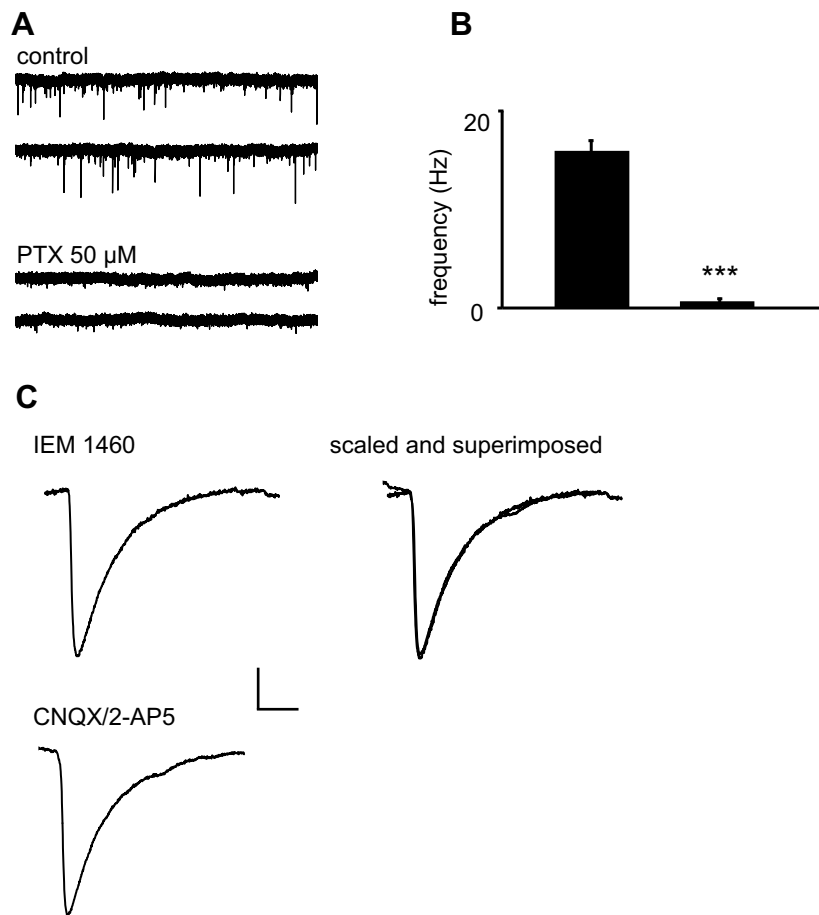 A
control
PTX 50 µM
B
20
frequency (Hz)
0
***
C
IEM 1460
scaled and superimposed
CNQX/2-AP5